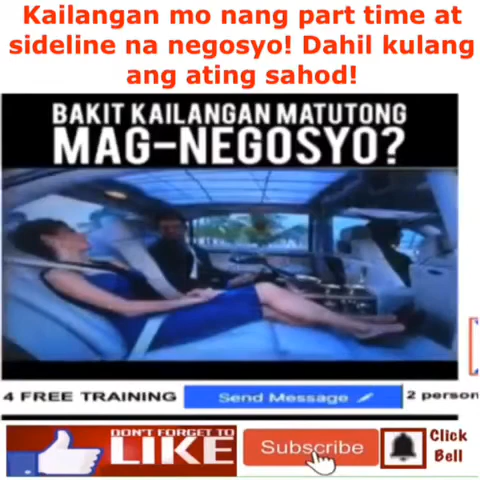 Kailangan mo nang part time at
sideline na negosyo! Dahil kulang
ang ating sahod!
BAKIT KAILANGAN MATUTONG
MAG-NEGOSYO?
4 FREE TRAINING Send Message 2 person
DON'T FORGET TO
LIKE
Subscribe
Click
Bell